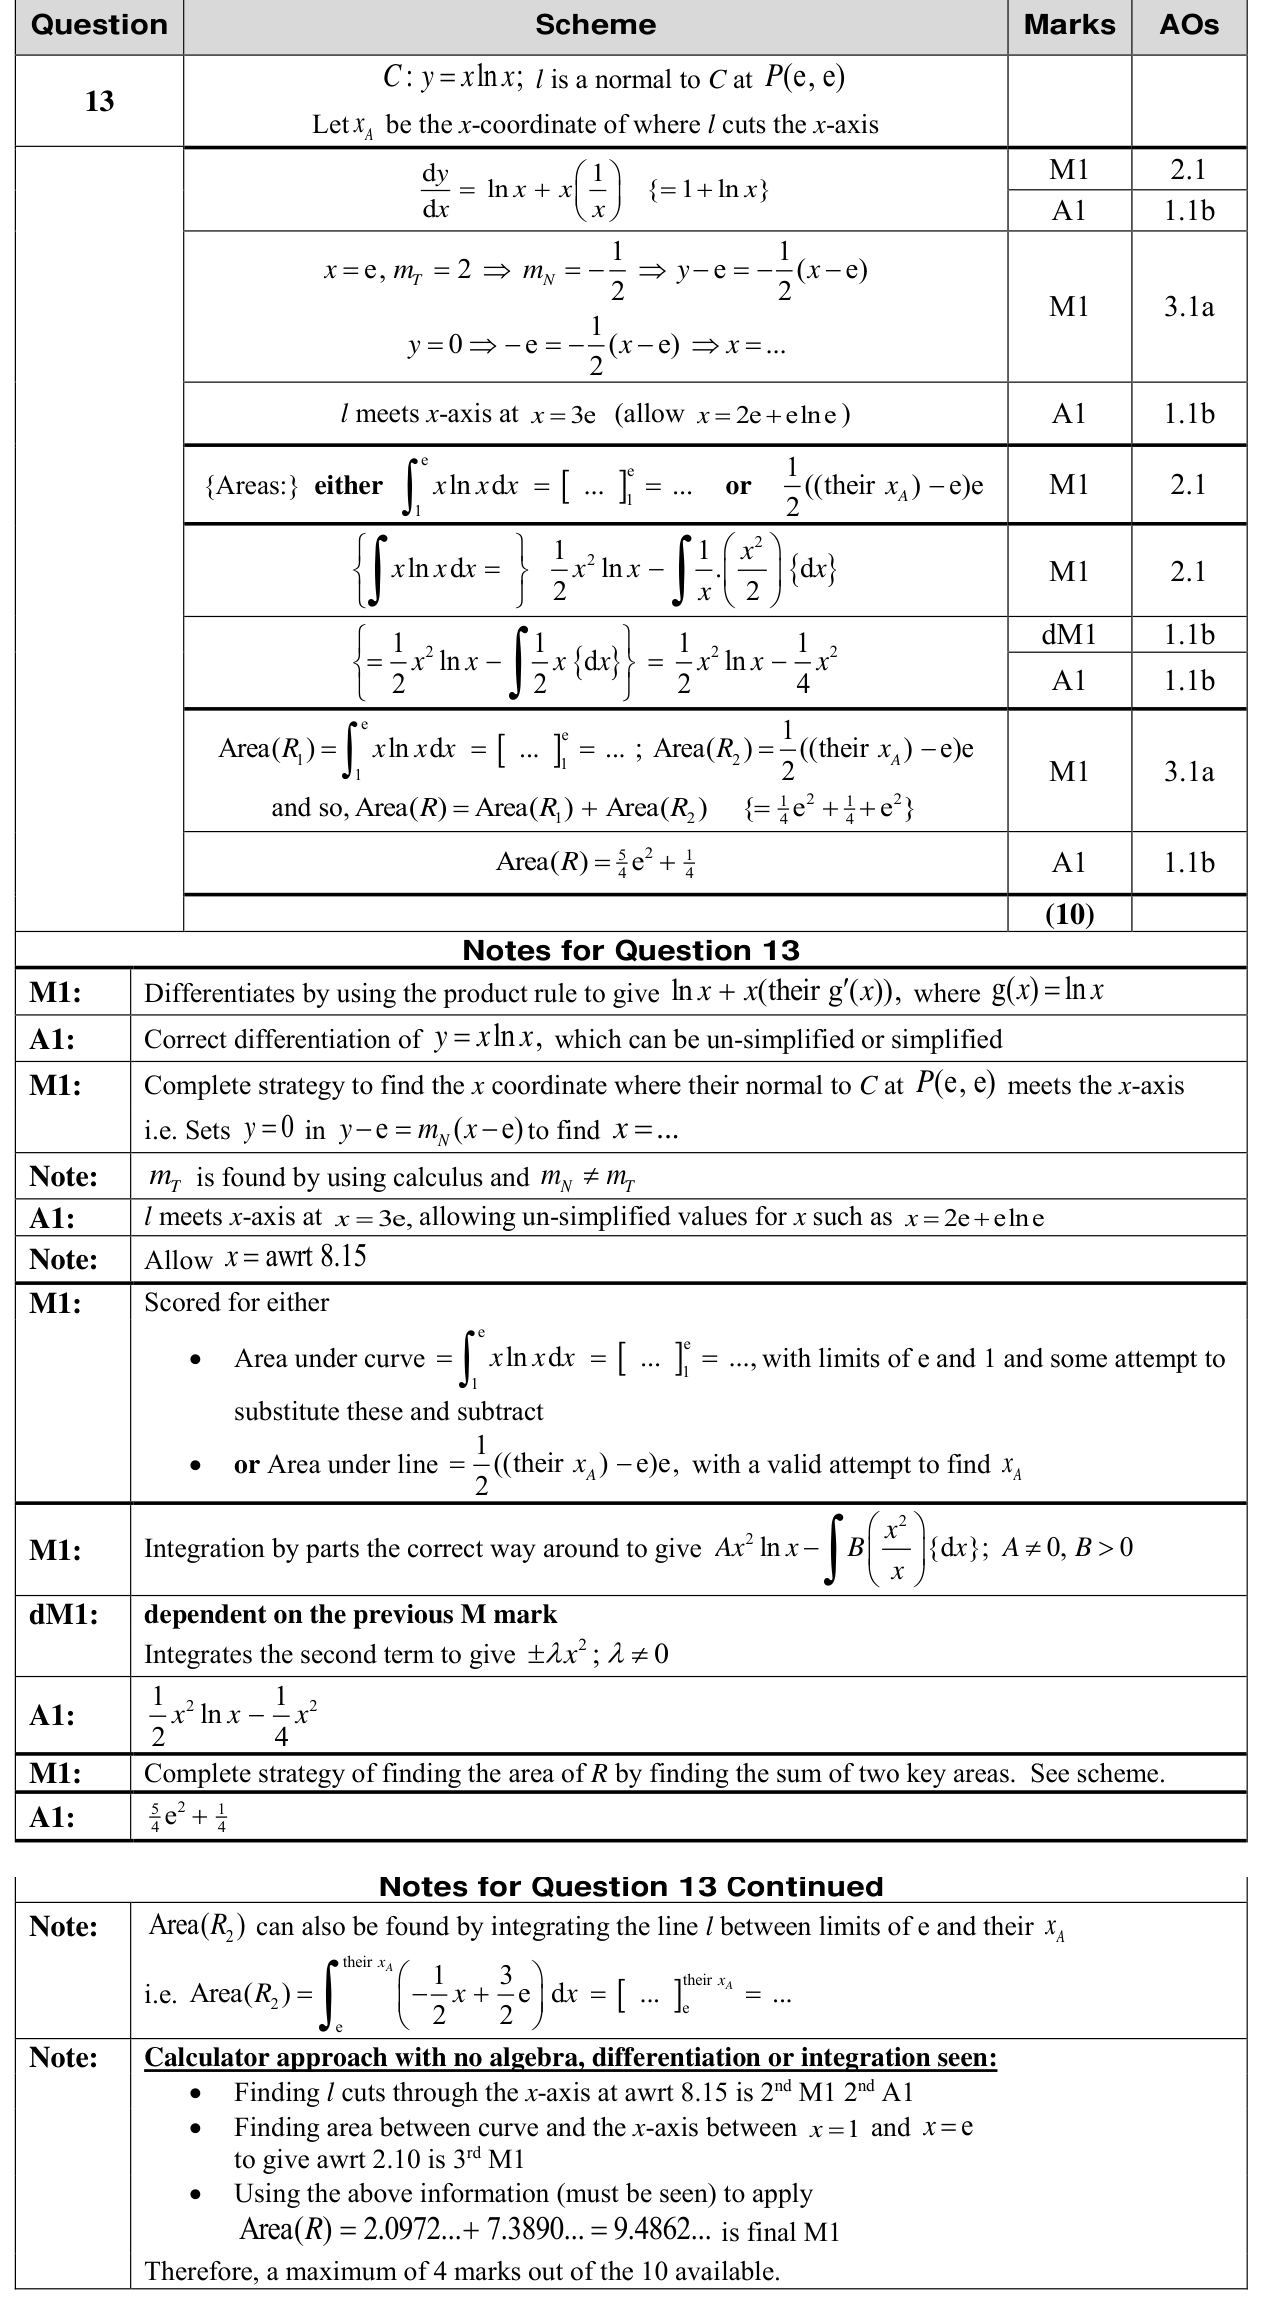 Question Scheme Marks AOs
13
C : y = x ln x; l is a normal to C at P(e, e)
Let x_A be the x-coordinate of where l cuts the x-axis
dy/dx = ln x + x(1/x) {= 1 + ln x} M1 2.1
A1 1.1b
x = e, m_T = 2 ⇒ m_N = −1/2 ⇒ y − e = −1/2(x − e)
y = 0 ⇒ −e = −1/2(x − e) ⇒ x = ... M1 3.1a
l meets x-axis at x = 3e (allow x = 2e + e ln e) A1 1.1b
{Areas:} either ∫_1^e x ln x dx = [ ... ]_1^e = ... or 1/2((their x_A) − e)e M1 2.1
{∫ x ln x dx = } 1/2 x² ln x − ∫ 1/x.(x²/2) {dx} M1 2.1
{= 1/2 x² ln x − ∫ 1/2 x {dx}} = 1/2 x² ln x − 1/4 x² dM1 1.1b
A1 1.1b
Area(R₁) = ∫_1^e x ln x dx = [ ... ]_1^e = ... ; Area(R₂) = 1/2((their x_A) − e)e
and so, Area(R) = Area(R₁) + Area(R₂) {= 1/4 e² + 1/4 + e²} M1 3.1a
Area(R) = 5/4 e² + 1/4 A1 1.1b
(10)
Notes for Question 13
M1: Differentiates by using the product rule to give ln x + x(their g′(x)), where g(x) = ln x
A1: Correct differentiation of y = x ln x, which can be un-simplified or simplified
M1: Complete strategy to find the x coordinate where their normal to C at P(e, e) meets the x-axis
i.e. Sets y = 0 in y − e = m_N(x − e) to find x = ...
Note: m_T is found by using calculus and m_N ≠ m_T
A1: l meets x-axis at x = 3e, allowing un-simplified values for x such as x = 2e + e ln e
Note: Allow x = awrt 8.15
M1: Scored for either
• Area under curve = ∫_1^e x ln x dx = [ ... ]_1^e = ..., with limits of e and 1 and some attempt to
substitute these and subtract
• or Area under line = 1/2((their x_A) − e)e, with a valid attempt to find x_A
M1: Integration by parts the correct way around to give Ax² ln x − ∫ B(x²/x) {dx}; A ≠ 0, B > 0
dM1: dependent on the previous M mark
Integrates the second term to give ±λx² ; λ ≠ 0
A1: 1/2 x² ln x − 1/4 x²
M1: Complete strategy of finding the area of R by finding the sum of two key areas. See scheme.
A1: 5/4 e² + 1/4
Notes for Question 13 Continued
Note: Area(R₂) can also be found by integrating the line l between limits of e and their x_A
i.e. Area(R₂) = ∫_e^{their x_A} (−1/2 x + 3/2 e) dx = [ ... ]_e^{their x_A} = ...
Note: Calculator approach with no algebra, differentiation or integration seen:
• Finding l cuts through the x-axis at awrt 8.15 is 2nd M1 2nd A1
• Finding area between curve and the x-axis between x = 1 and x = e
to give awrt 2.10 is 3rd M1
• Using the above information (must be seen) to apply
Area(R) = 2.0972...+ 7.3890... = 9.4862... is final M1
Therefore, a maximum of 4 marks out of the 10 available.